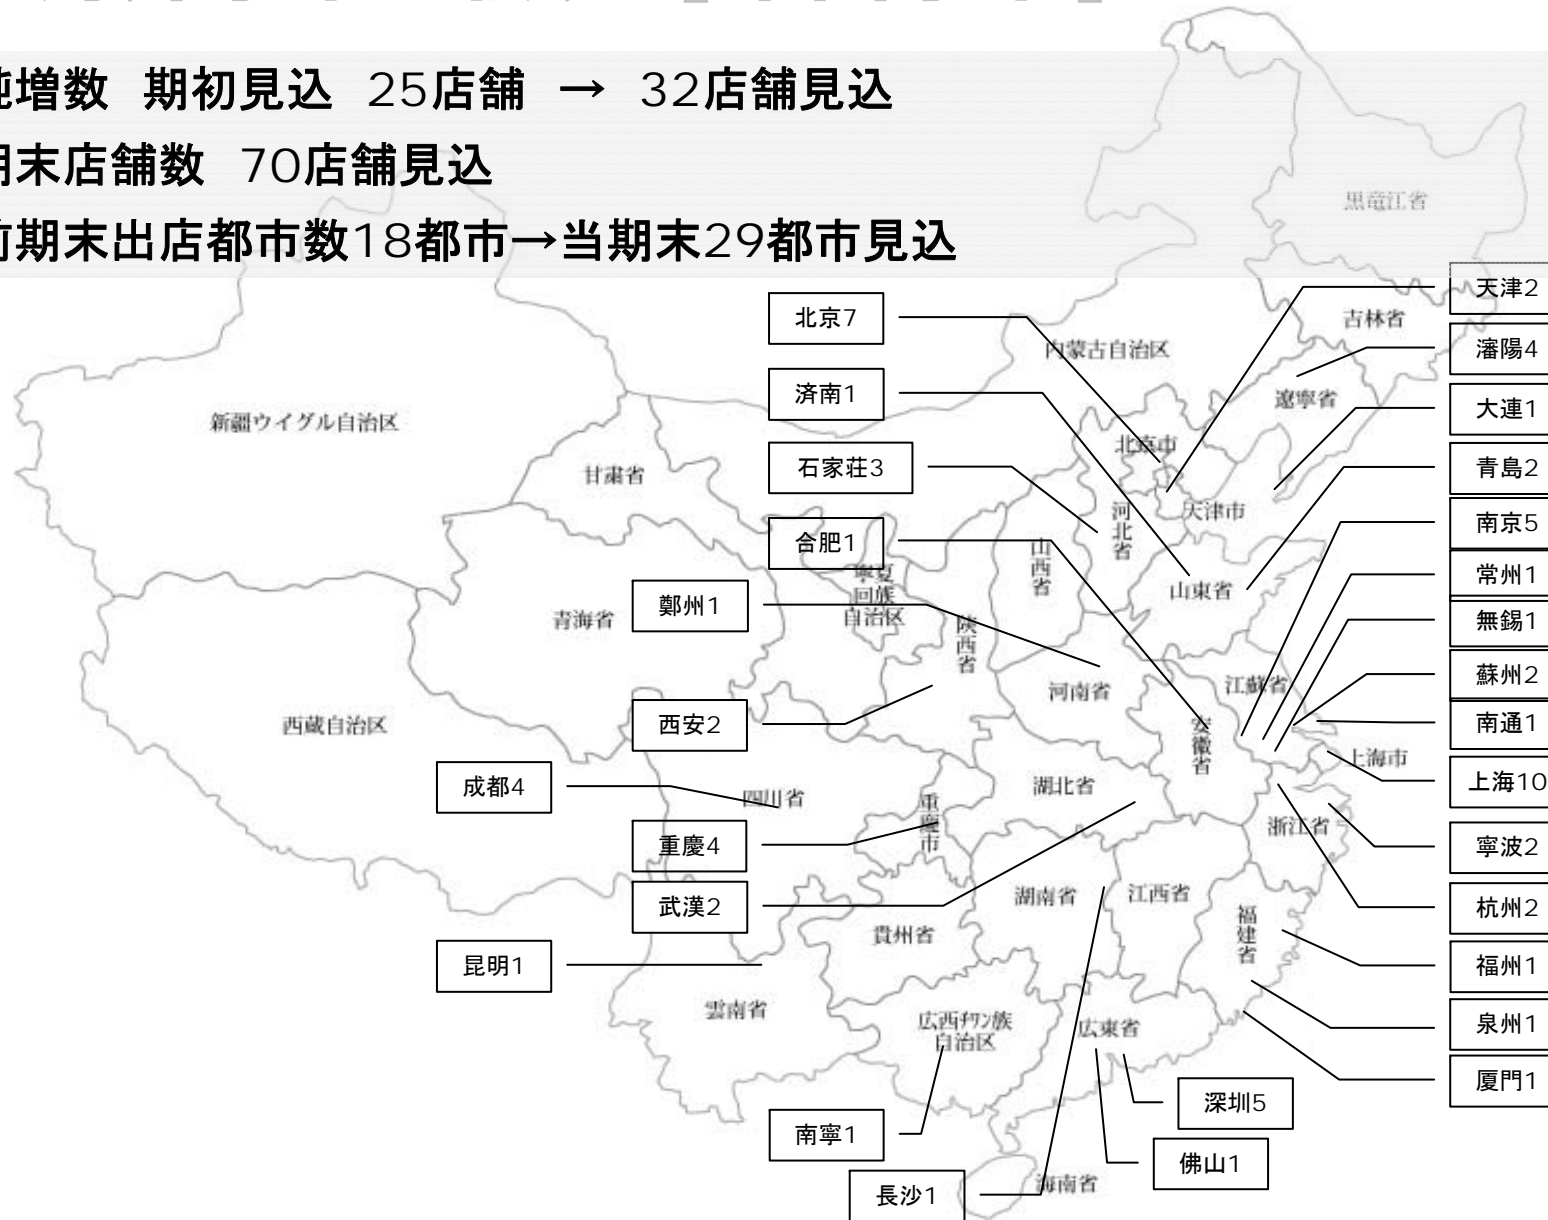 増数 期初見込 25店舗 → 32店舗見込
末店舗数 70店舗見込
期末出店都市数18都市→当期末29都市見込
黒竜江省
天津2
北京7
吉林省
内蒙古自治区
瀋陽4
済南1
遼寧省
大連1
新疆ウイグル自治区
北京市
石家荘3
甘粛省
青島2
天津市
河北省
南京5
合肥1
山西省
常州1
寧夏
回族
自治区
山東省
鄭州1
青海省
無錫1
陝西省
蘇州2
江蘇省
河南省
西安2
西蔵自治区
安徽省
南通1
上海市
上海10
成都4
四川省
湖北省
重慶市
浙江省
重慶4
寧波2
武漢2
湖南省
江西省
杭州2
貴州省
福建省
昆明1
福州1
雲南省
広西チワン族
自治区
広東省
泉州1
厦門1
深圳5
南寧1
佛山1
長沙1
海南省